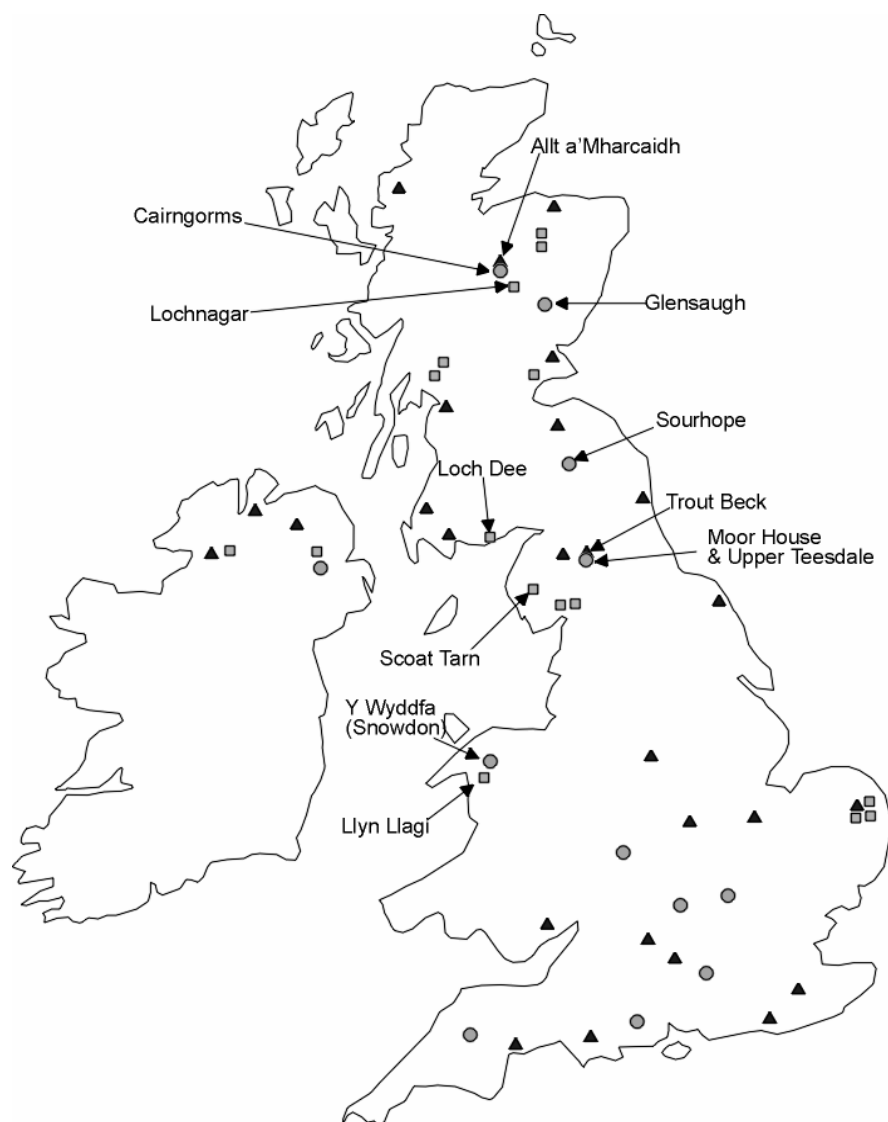 Allt a'Mharcaidh
Cairngorms
Lochnagar
Glensaugh
Sourhope
Loch Dee
Trout Beck
Moor House
& Upper Teesdale
Scoat Tarn
Y Wyddfa
(Snowdon)
Llyn Llagi